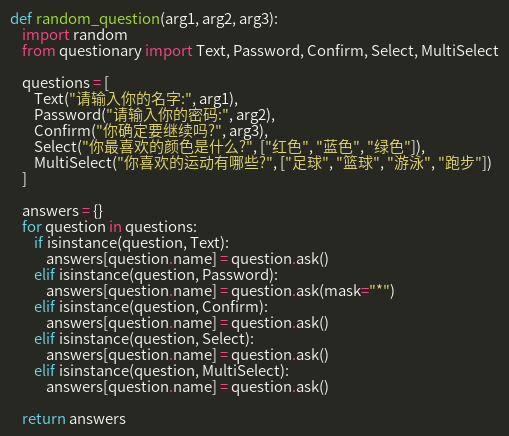 def random_question(arg1, arg2, arg3):
    import random
    from questionary import Text, Password, Confirm, Select, MultiSelect

    questions = [
        Text("请输入你的名字:", arg1),
        Password("请输入你的密码:", arg2),
        Confirm("你确定要继续吗?", arg3),
        Select("你最喜欢的颜色是什么?", ["红色", "蓝色", "绿色"]),
        MultiSelect("你喜欢的运动有哪些?", ["足球", "篮球", "游泳", "跑步"])
    ]

    answers = {}
    for question in questions:
        if isinstance(question, Text):
            answers[question.name] = question.ask()
        elif isinstance(question, Password):
            answers[question.name] = question.ask(mask="*")
        elif isinstance(question, Confirm):
            answers[question.name] = question.ask()
        elif isinstance(question, Select):
            answers[question.name] = question.ask()
        elif isinstance(question, MultiSelect):
            answers[question.name] = question.ask()

    return answers